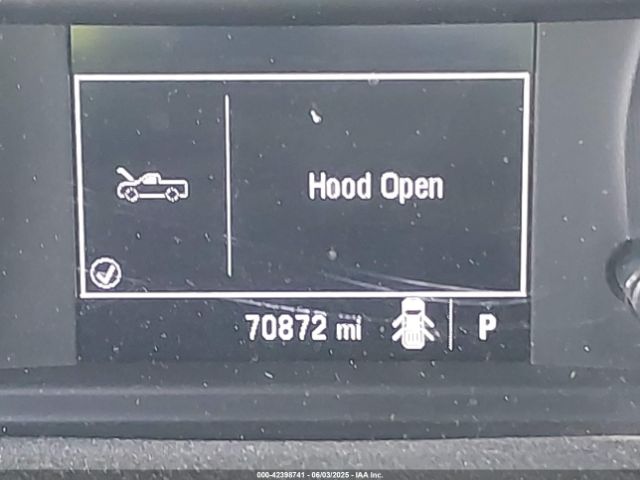 Hood Open
70872 mi P
000-42398741 - 06/03/2025 - IAA Inc.